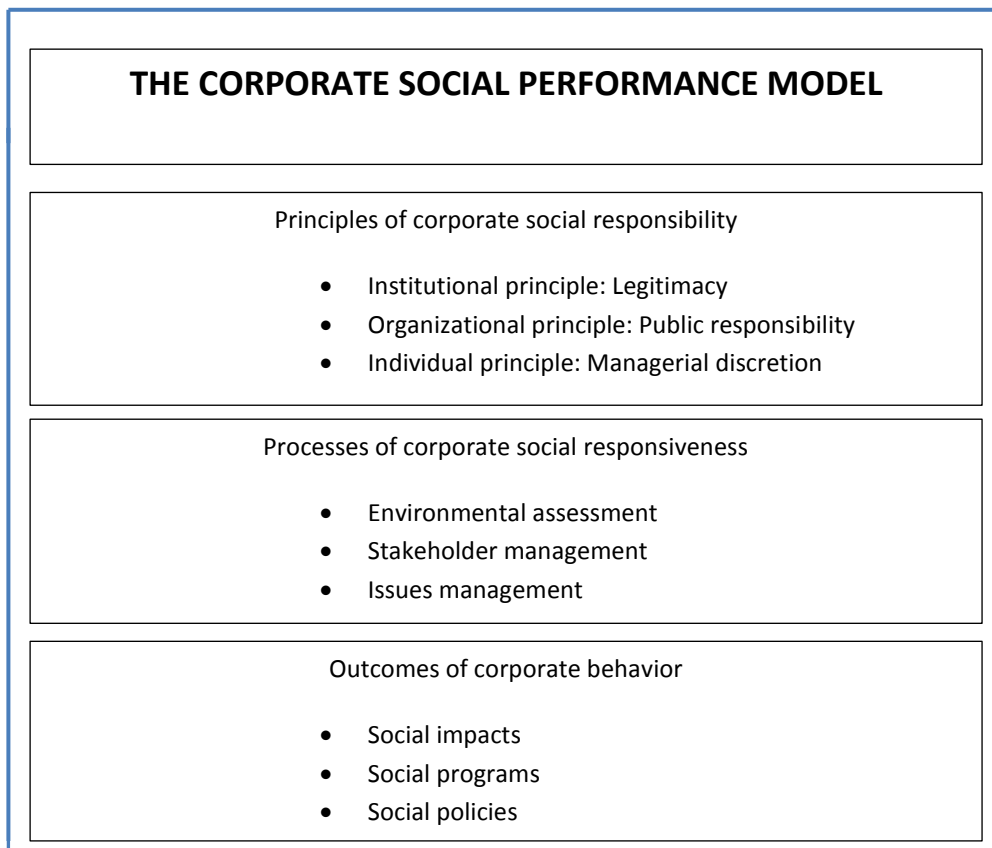 THE CORPORATE SOCIAL PERFORMANCE MODEL
Principles of corporate social responsibility
• Institutional principle: Legitimacy
• Organizational principle: Public responsibility
• Individual principle: Managerial discretion
Processes of corporate social responsiveness
• Environmental assessment
• Stakeholder management
• Issues management
Outcomes of corporate behavior
• Social impacts
• Social programs
• Social policies